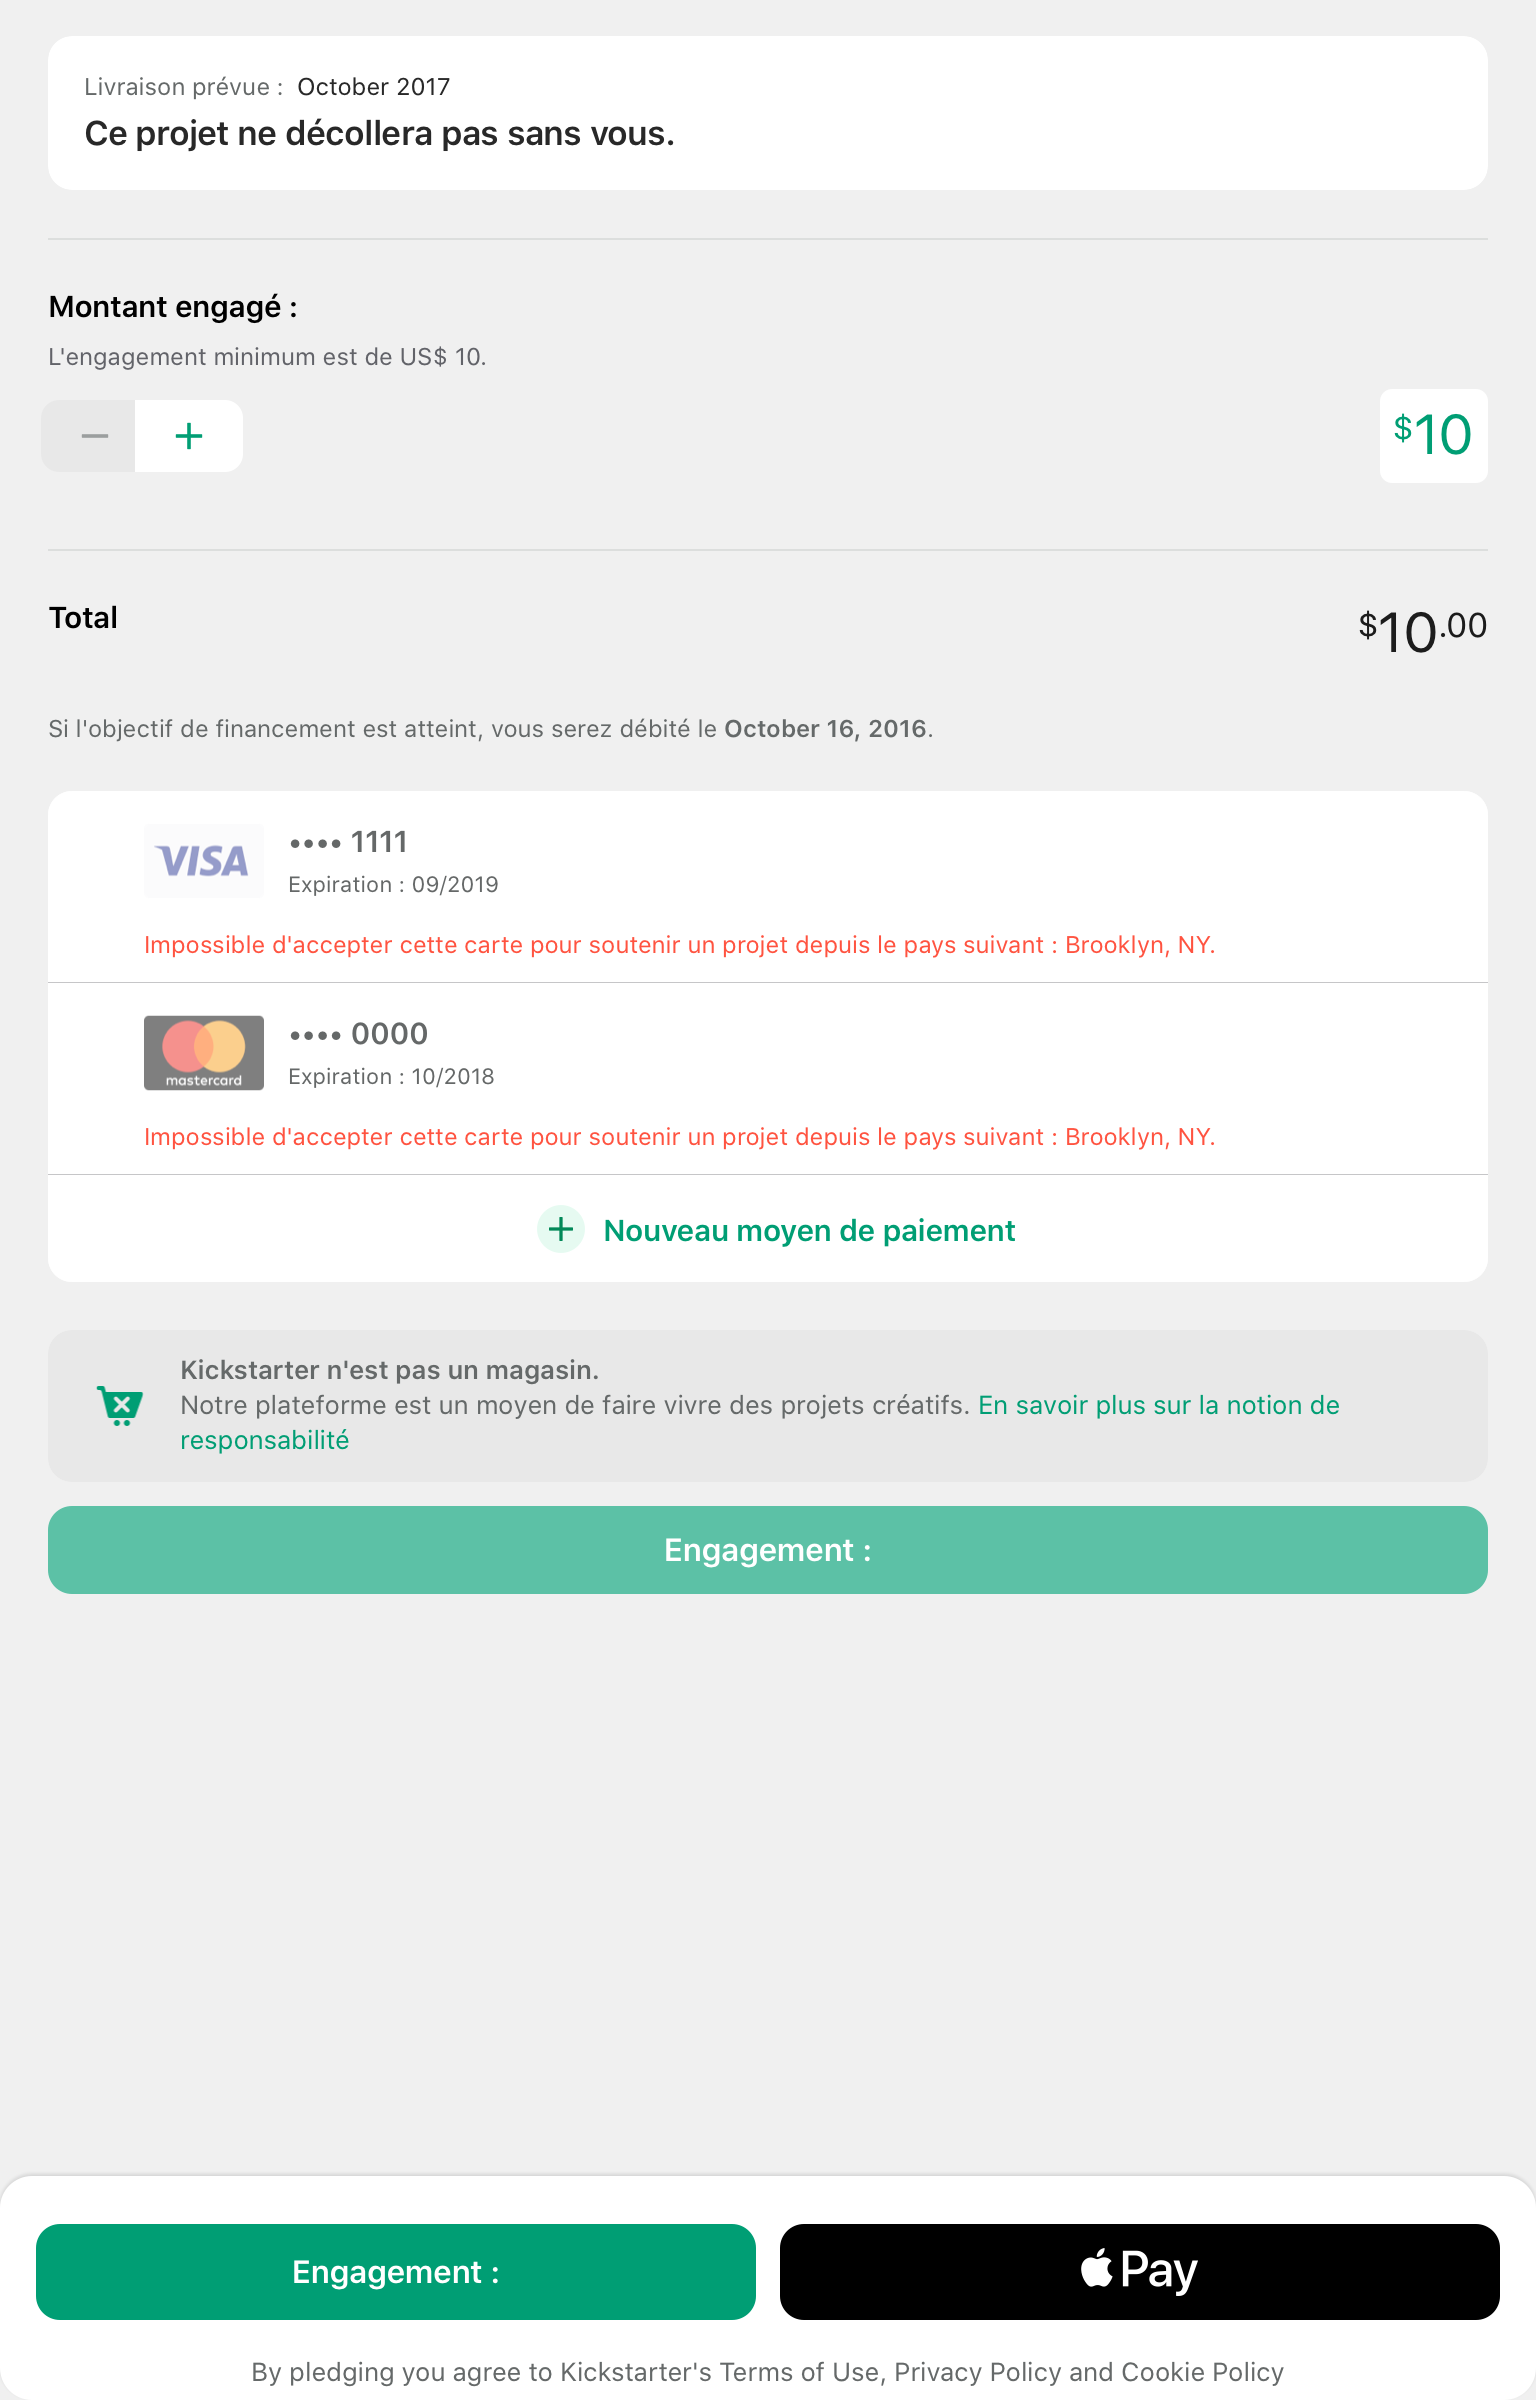 Livraison prévue : October 2017
Ce projet ne décollera pas sans vous.
Montant engagé :
L'engagement minimum est de US$ 10.
$10
Total
$10.00
Si l'objectif de financement est atteint, vous serez débité le October 16, 2016.
VISA
•••• 1111
Expiration : 09/2019
Impossible d'accepter cette carte pour soutenir un projet depuis le pays suivant : Brooklyn, NY.
mastercard
•••• 0000
Expiration : 10/2018
Impossible d'accepter cette carte pour soutenir un projet depuis le pays suivant : Brooklyn, NY.
Nouveau moyen de paiement
Kickstarter n'est pas un magasin.
Notre plateforme est un moyen de faire vivre des projets créatifs. En savoir plus sur la notion de
responsabilité
Engagement :
Engagement :
Pay
By pledging you agree to Kickstarter's Terms of Use, Privacy Policy and Cookie Policy